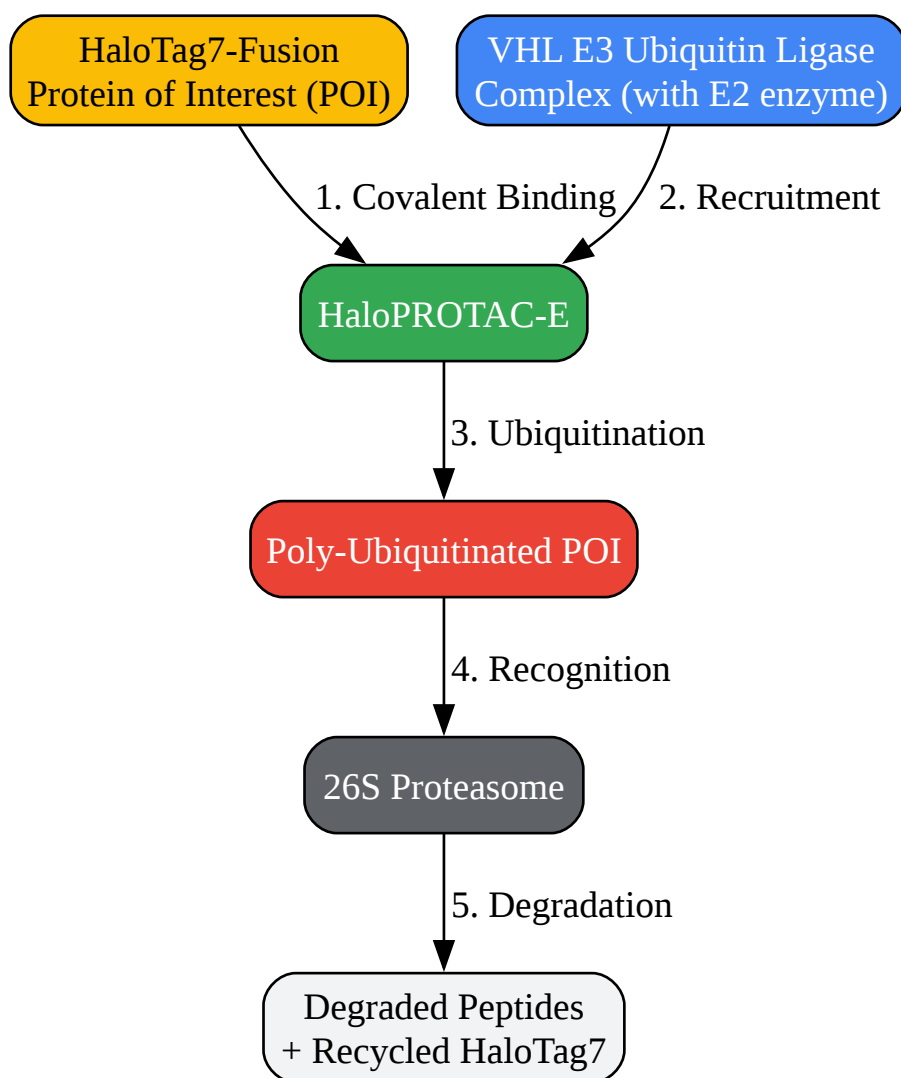 HaloTag7-Fusion
Protein of Interest (POI)
VHL E3 Ubiquitin Ligase
Complex (with E2 enzyme)
1. Covalent Binding
2. Recruitment
HaloPROTAC-E
3. Ubiquitination
Poly-Ubiquitinated POI
4. Recognition
26S Proteasome
5. Degradation
Degraded Peptides
+ Recycled HaloTag7